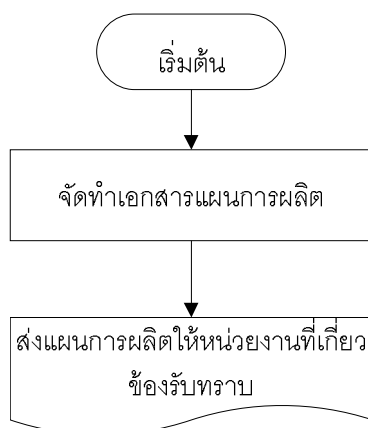 เริ่มต้น
จัดทำเอกสารแผนการผลิต
ส่งแผนการผลิตให้หน่วยงานที่เกี่ยว
ข้องรับทราบ